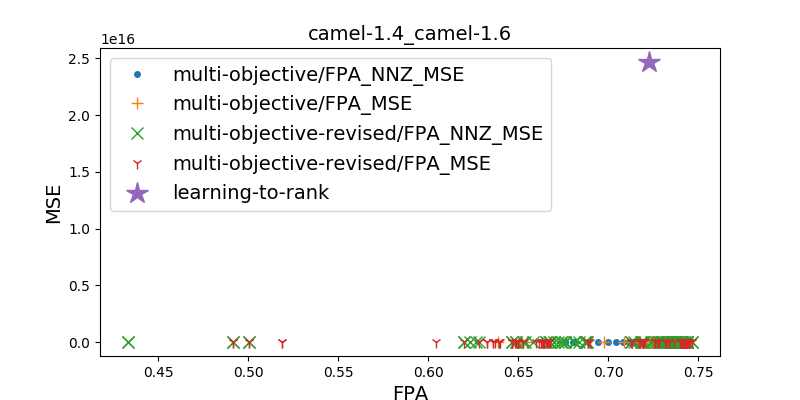 camel-1.4_camel-1.6
1e16
2.5
2.0
1.5
1.0
0.5
0.0
MSE
multi-objective/FPA_NNZ_MSE
multi-objective/FPA_MSE
multi-objective-revised/FPA_NNZ_MSE
multi-objective-revised/FPA_MSE
learning-to-rank
0.45 0.50 0.55 0.60 0.65 0.70 0.75
FPA